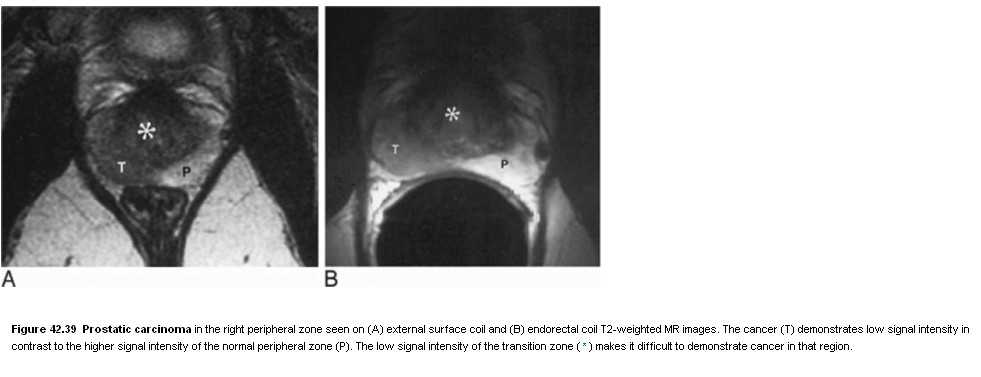 * *
T T
P P
A B
Figure 42.39 Prostatic carcinoma in the right peripheral zone seen on (A) external surface coil and (B) endorectal coil T2-weighted MR images. The cancer (T) demonstrates low signal intensity in
contrast to the higher signal intensity of the normal peripheral zone (P). The low signal intensity of the transition zone (*) makes it difficult to demonstrate cancer in that region.